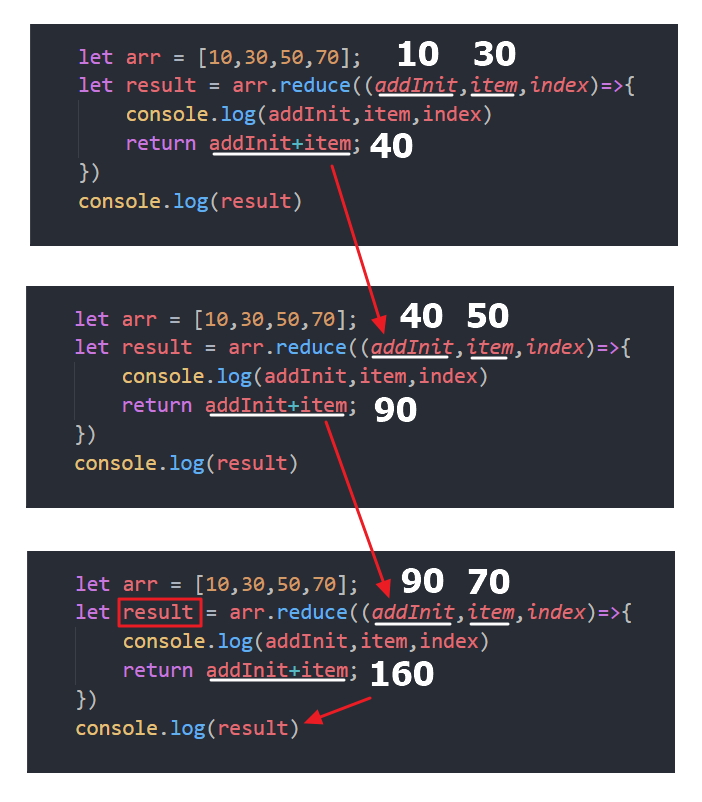 let arr = [10,30,50,70]; 10 30
let result = arr.reduce((addInit,item,index)=>{
console.log(addInit,item,index)
return addInit+item; 40
})
console.log(result)
let arr = [10,30,50,70]; 40 50
let result = arr.reduce((addInit,item,index)=>{
console.log(addInit,item,index)
return addInit+item; 90
})
console.log(result)
let arr = [10,30,50,70]; 90 70
let result = arr.reduce((addInit,item,index)=>{
console.log(addInit,item,index)
return addInit+item; 160
})
console.log(result)